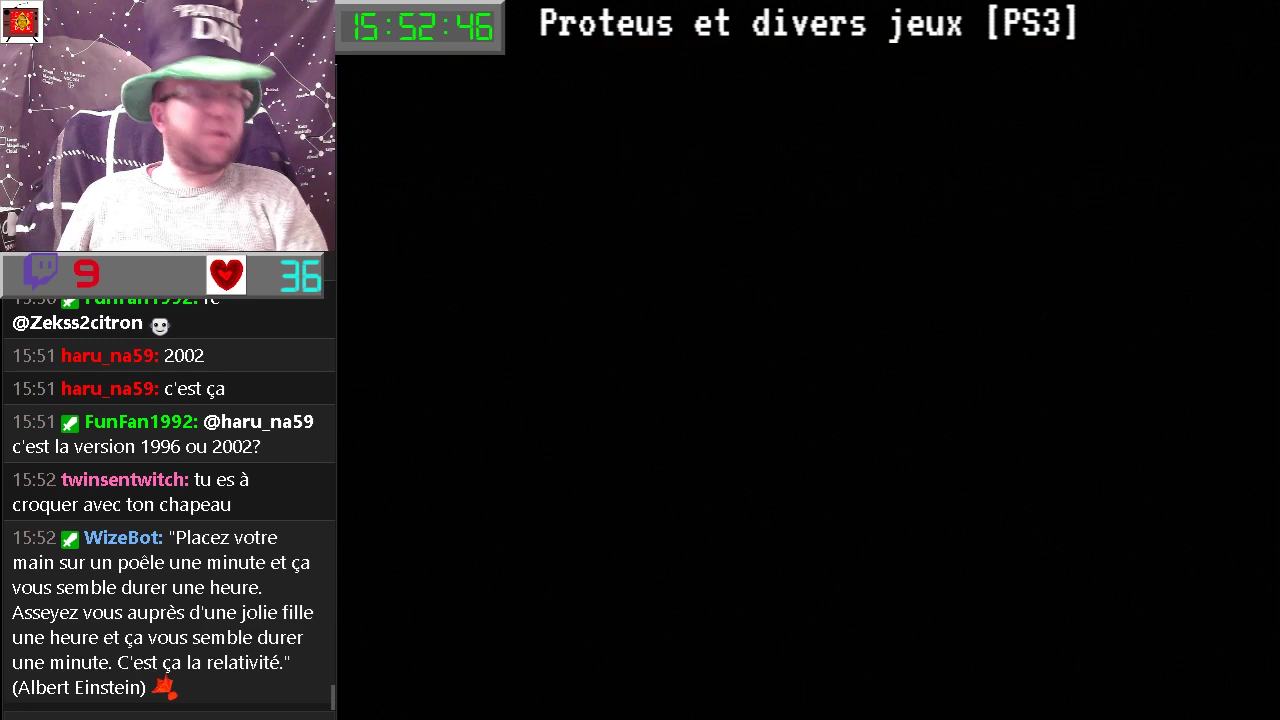 15:52:46
Proteus et divers jeux [PS3]
9
36
@Zekss2citron
15:51 haru_na59: 2002
15:51 haru_na59: c'est ça
15:51 FunFan1992: @haru_na59
c'est la version 1996 ou 2002?
15:52 twinsentwitch: tu es à
croquer avec ton chapeau
15:52 WizeBot: "Placez votre
main sur un poêle une minute et ça
vous semble durer une heure.
Asseyez vous auprès d'une jolie fille
une heure et ça vous semble durer
une minute. C'est ça la relativité."
(Albert Einstein)